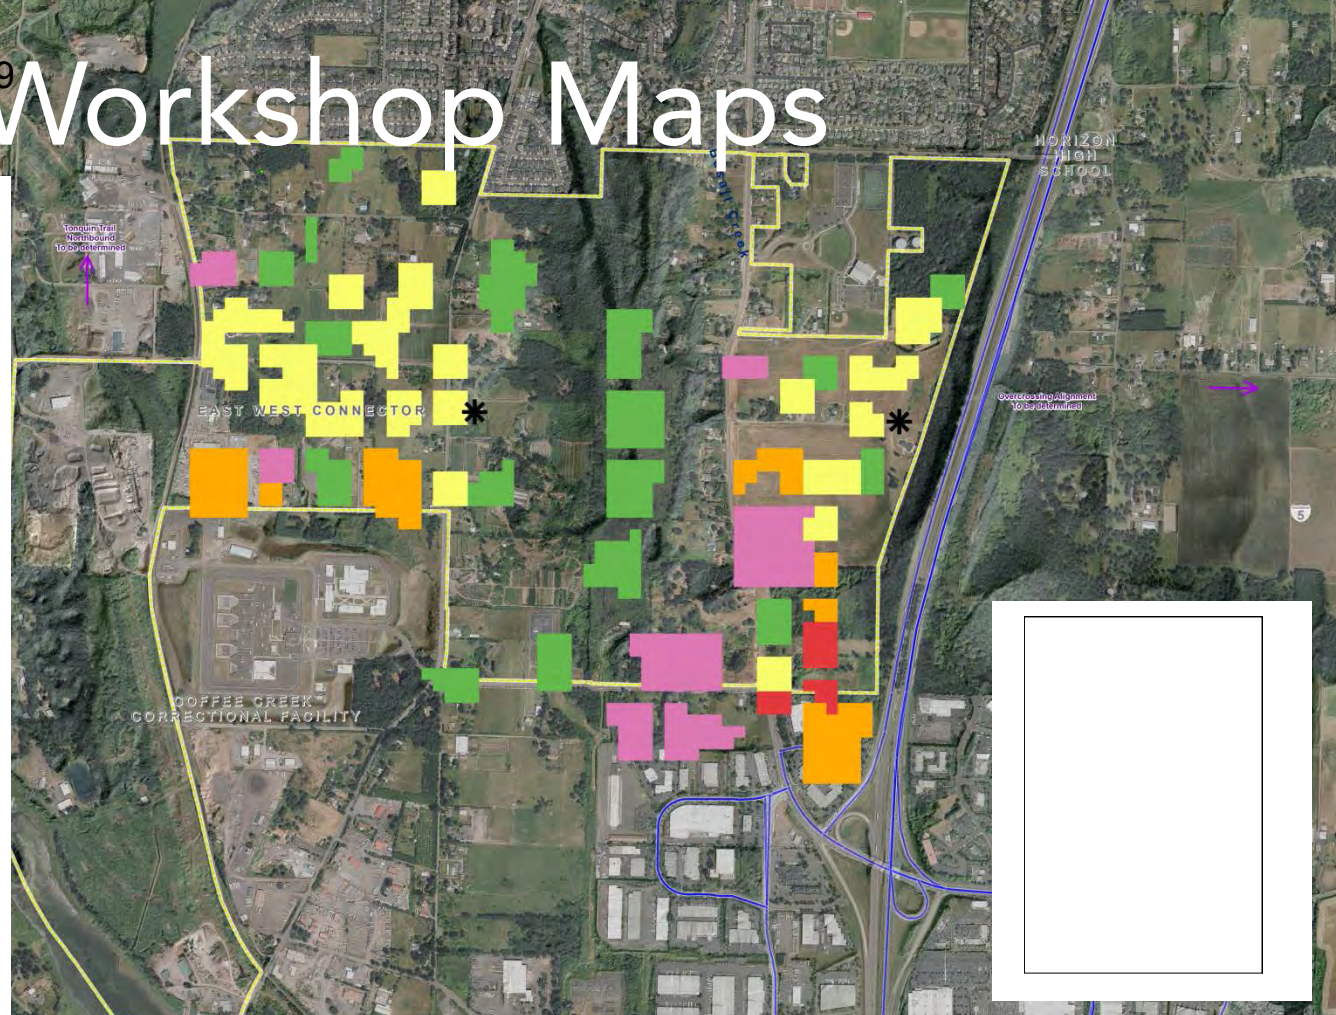 9
Workshop Maps
HORIZON
HIGH
SCHOOL
Tonquin Trail
Northbound
To be determined
Overcrossing Alignment
To be determined
EAST WEST CONNECTOR
5
COFFEE CREEK
CORRECTIONAL FACILITY